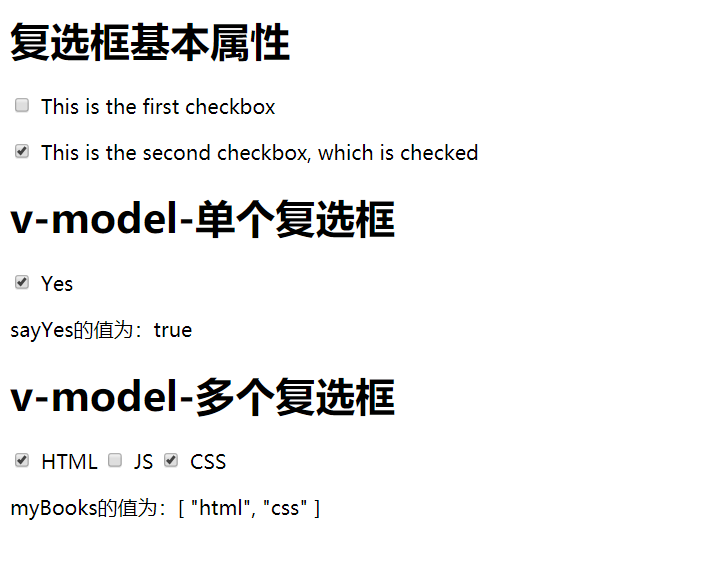 复选框基本属性
This is the first checkbox
This is the second checkbox, which is checked
v-model-单个复选框
Yes
sayYes的值为：true
v-model-多个复选框
HTML JS CSS
myBooks的值为：[ "html", "css" ]